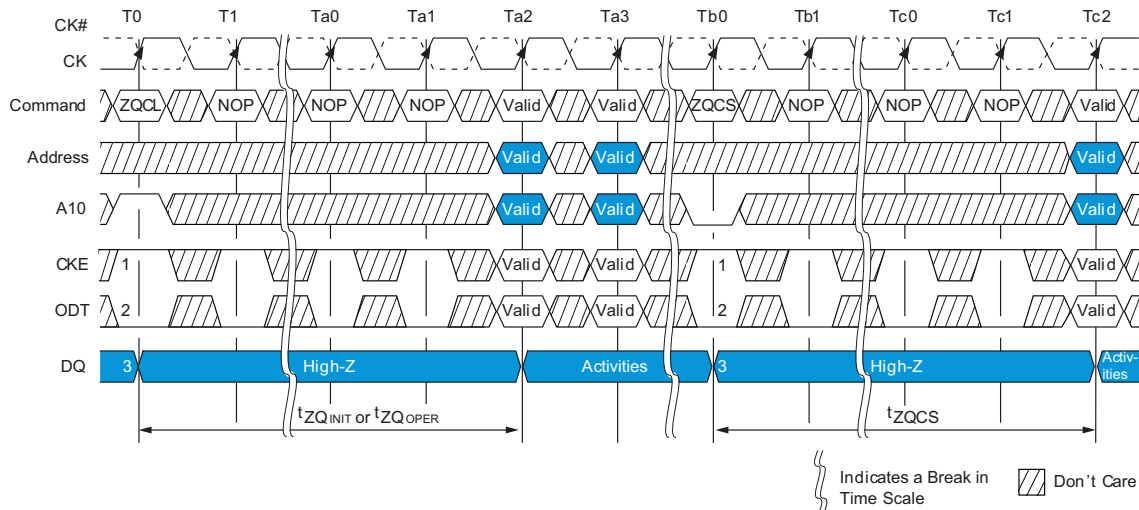 T0 T1 Ta0 Ta1 Ta2 Ta3 Tb0 Tb1 Tc0 Tc1 Tc2
CK#
CK
Command ZQCL NOP NOP NOP Valid Valid ZQCS NOP NOP NOP Valid
Address Valid Valid Valid
A10 Valid Valid Valid
CKE 1 Valid Valid 1 Valid
ODT 2 Valid Valid 2 Valid
DQ 3 High-Z Activities 3 High-Z Activ-
ities
tZQINIT or tZQOPER tZQCS
Indicates a Break in
Time Scale
Don't Care